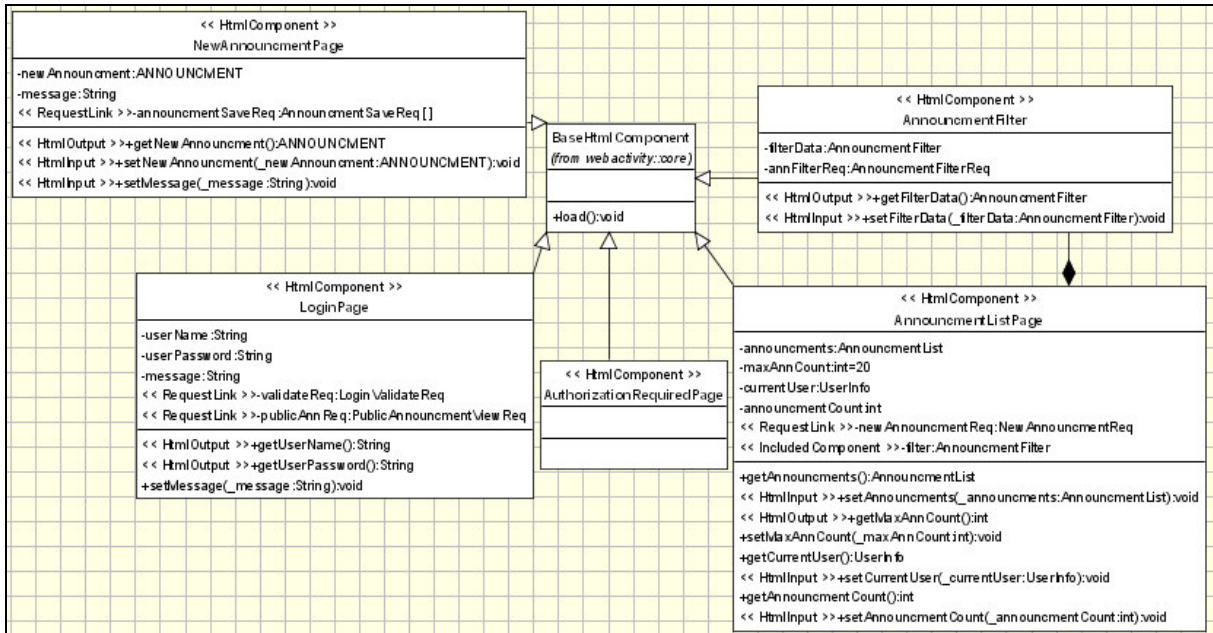 << HtmlComponent >>
NewAnnouncmentPage
-newAnnouncment:ANNOUNCMENT
-message:String
<< RequestLink >>-announcmentSaveReq:AnnouncmentSaveReq[]
<< HtmlOutput >>+getNewAnnouncment():ANNOUNCMENT
<< HtmlInput >>+setNewAnnouncment(_newAnnouncment:ANNOUNCMENT):void
<< HtmlInput >>+setMessage(_message:String):void
BaseHtmlComponent
(from webactivity::core)
+load():void
<< HtmlComponent >>
AnnouncmentFilter
-filterData:AnnouncmentFilter
-annFilterReq:AnnouncmentFilterReq
<< HtmlOutput >>+getFilterData():AnnouncmentFilter
<< HtmlInput >>+setFilterData(_filterData:AnnouncmentFilter):void
<< HtmlComponent >>
LoginPage
-userName:String
-userPassword:String
-message:String
<< RequestLink >>-validateReq:LoginValidateReq
<< RequestLink >>-publicAnnReq:PublicAnnouncmentViewReq
<< HtmlOutput >>+getUserName():String
<< HtmlOutput >>+getUserPassword():String
+setMessage(_message:String):void
<< HtmlComponent >>
AuthorizationRequiredPage
<< HtmlComponent >>
AnnouncmentListPage
-announcments:AnnouncmentList
-maxAnnCount:int=20
-currentUser:UserInfo
-announcmentCount:int
<< RequestLink >>-newAnnouncmentReq:NewAnnouncmentReq
<< Included Component >>-filter:AnnouncmentFilter
+getAnnouncments():AnnouncmentList
<< HtmlInput >>+setAnnouncments(_announcments:AnnouncmentList):void
<< HtmlOutput >>+getMaxAnnCount():int
+setMaxAnnCount(_maxAnnCount:int):void
+getCurrentUser():UserInfo
<< HtmlInput >>+setCurrentUser(_currentUser:UserInfo):void
+getAnnouncmentCount():int
<< HtmlInput >>+setAnnouncmentCount(_announcmentCount:int):void